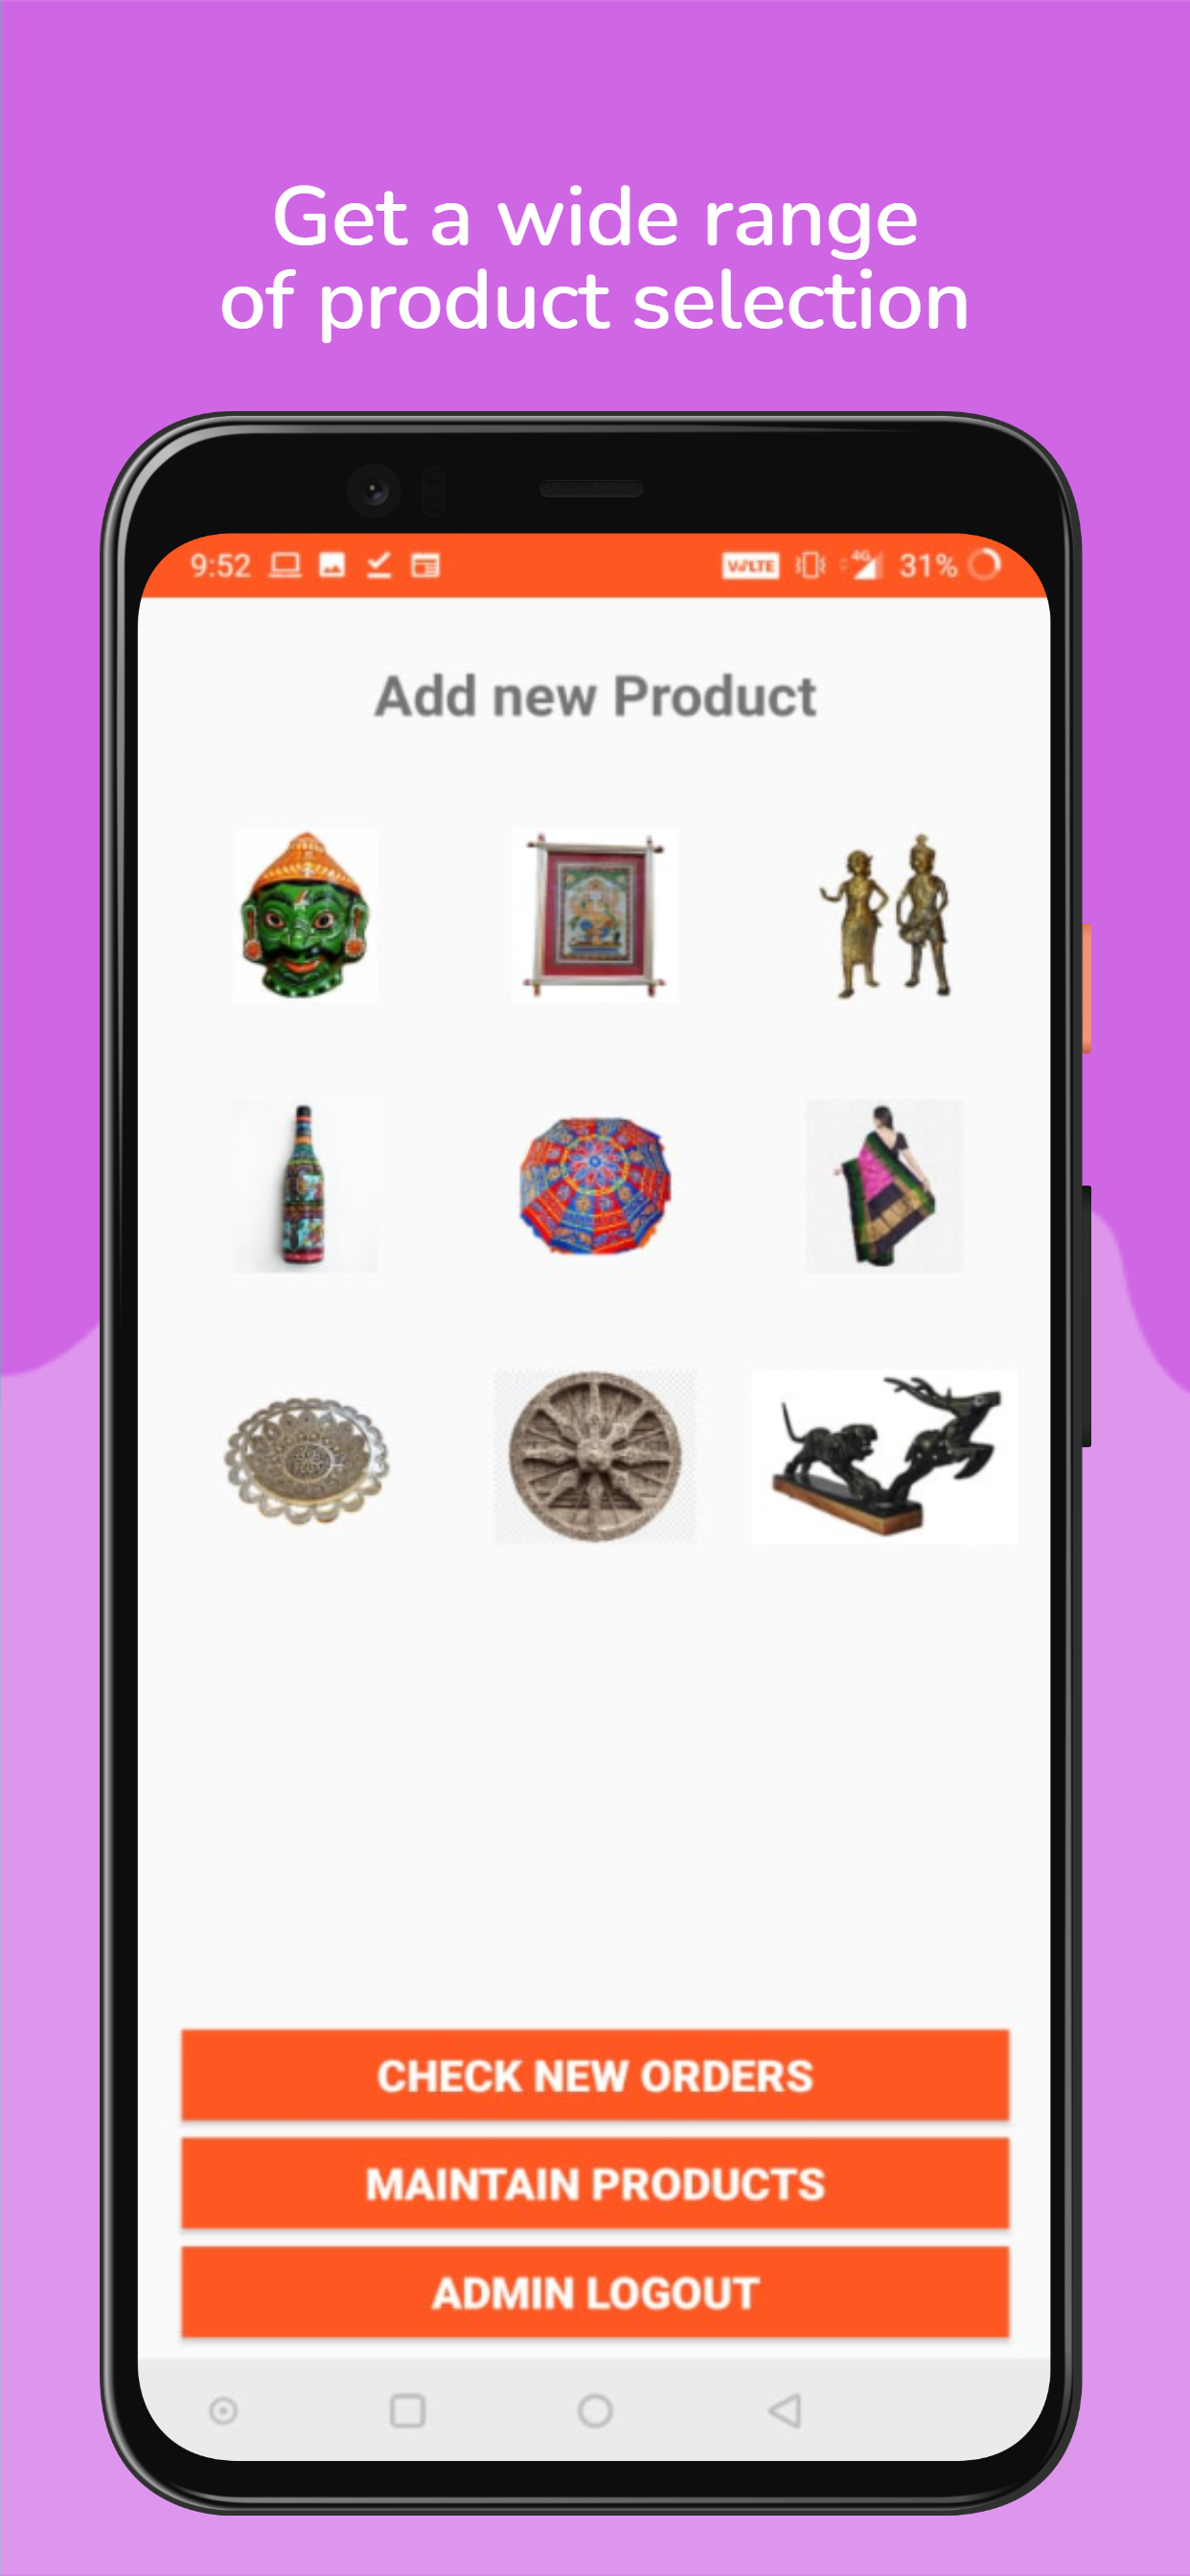 Get a wide range
of product selection
9:52
VoLTE 4G 31%
Add new Product
CHECK NEW ORDERS
MAINTAIN PRODUCTS
ADMIN LOGOUT